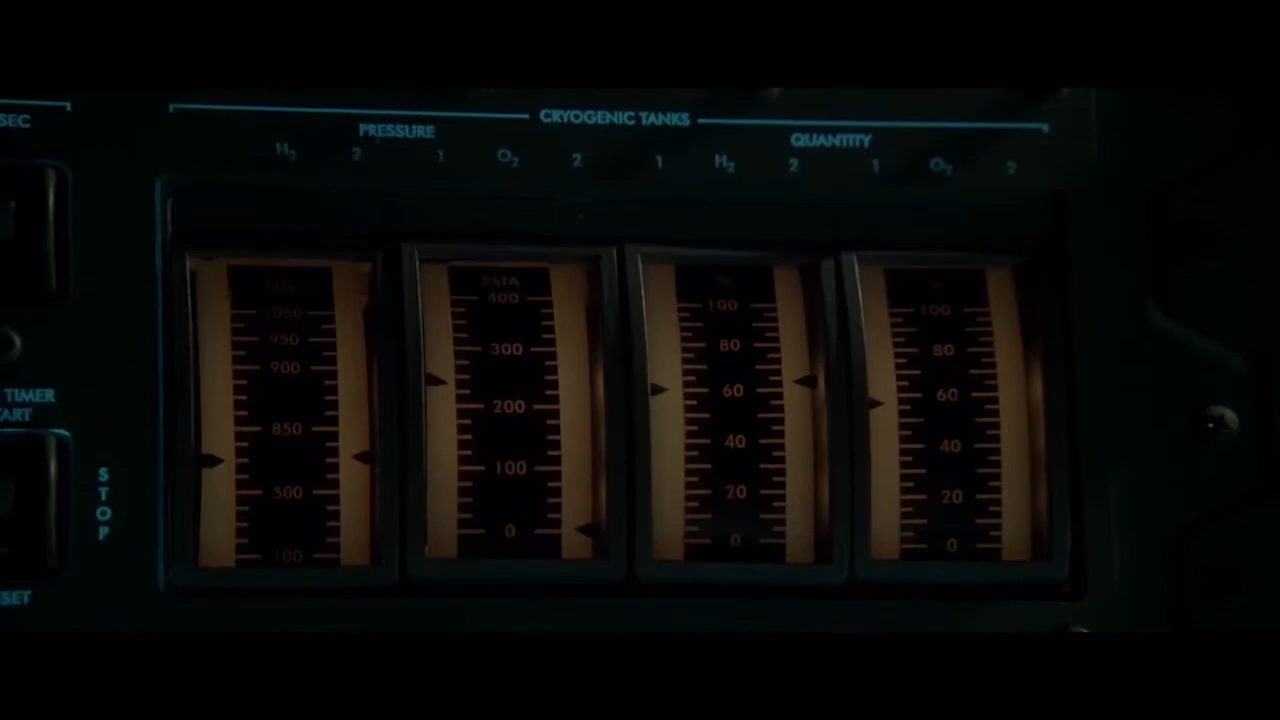 SEC
CRYOGENIC TANKS
PRESSURE
QUANTITY
H2 2 1 O2 2 1 H2 2 1 O2 2
1050
950
900
850
500
100
PSIA
400
300
200
100
0
100
80
60
40
20
0
100
80
60
40
20
0
TIMER
ART
STOP
SET